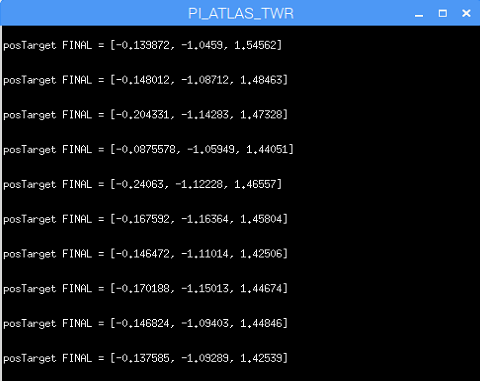 PI_ATLAS_TWR
posTarget FINAL = [-0.139872, -1.0459, 1.54562]
posTarget FINAL = [-0.148012, -1.08712, 1.48463]
posTarget FINAL = [-0.204331, -1.14283, 1.47328]
posTarget FINAL = [-0.0875578, -1.05949, 1.44051]
posTarget FINAL = [-0.24063, -1.12228, 1.46557]
posTarget FINAL = [-0.167592, -1.16364, 1.45804]
posTarget FINAL = [-0.146472, -1.11014, 1.42506]
posTarget FINAL = [-0.170188, -1.15013, 1.44674]
posTarget FINAL = [-0.146824, -1.09403, 1.44846]
posTarget FINAL = [-0.137585, -1.09289, 1.42539]